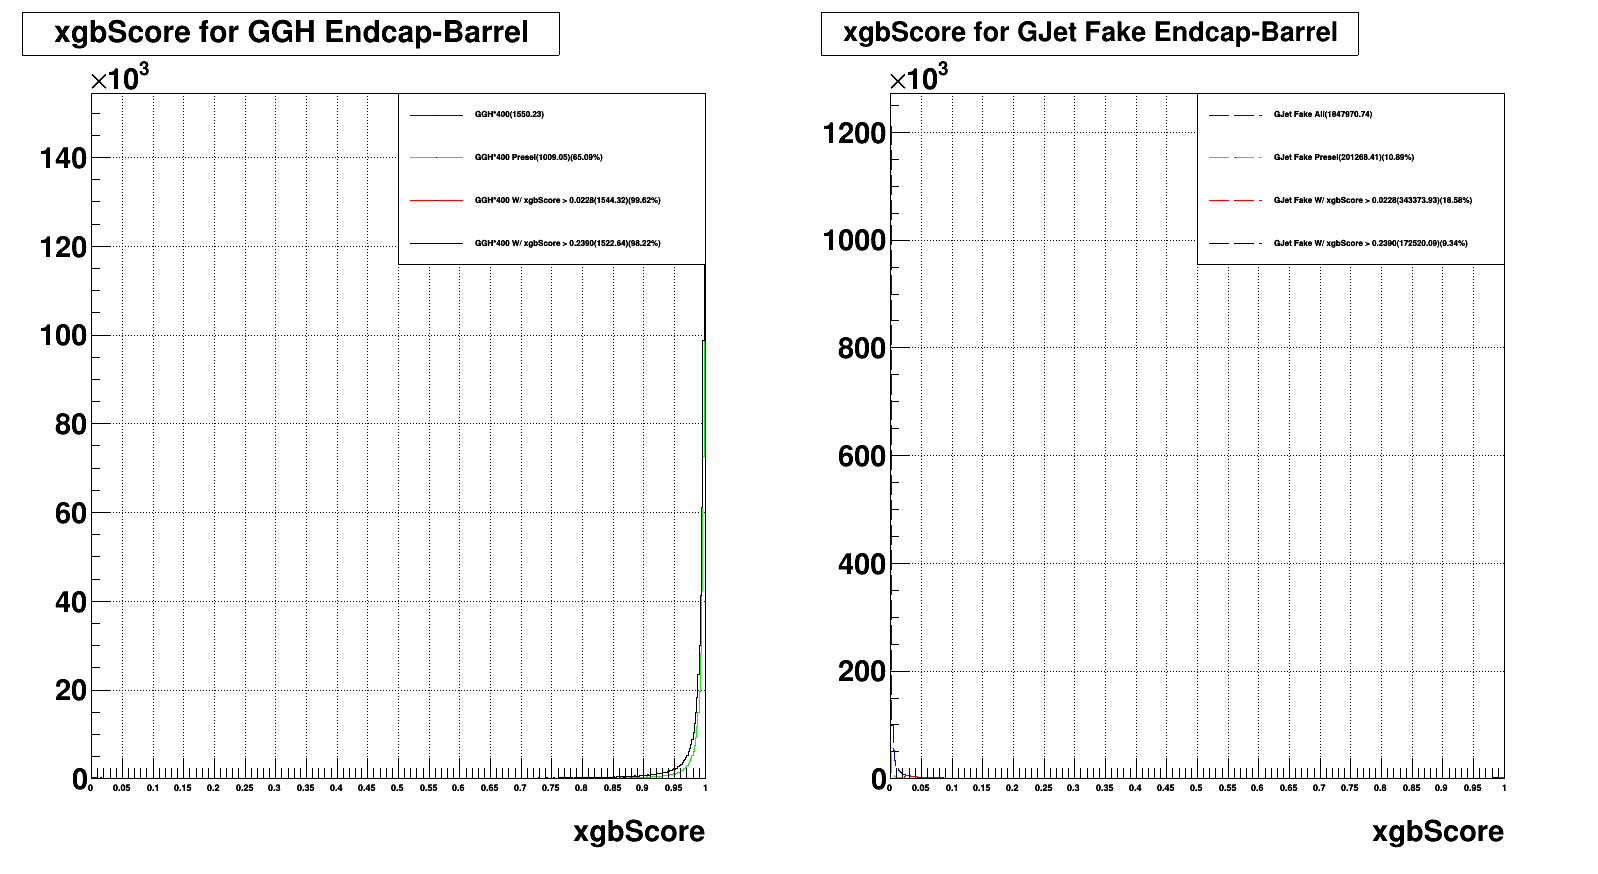 xgbScore for GGH Endcap-Barrel
×10³
GGH*400(1550.23)
GGH*400 Presel(1009.05)(65.09%)
GGH*400 W/ xgbScore > 0.0228(1544.32)(99.62%)
GGH*400 W/ xgbScore > 0.2390(1522.64)(98.22%)
140
120
100
80
60
40
20
0
0 0.05 0.1 0.15 0.2 0.25 0.3 0.35 0.4 0.45 0.5 0.55 0.6 0.65 0.7 0.75 0.8 0.85 0.9 0.95 1
xgbScore
xgbScore for GJet Fake Endcap-Barrel
×10³
GJet Fake All(1847970.74)
GJet Fake Presel(201268.41)(10.89%)
GJet Fake W/ xgbScore > 0.0228(343373.93)(18.58%)
GJet Fake W/ xgbScore > 0.2390(172520.09)(9.34%)
1200
1000
800
600
400
200
0
0 0.05 0.1 0.15 0.2 0.25 0.3 0.35 0.4 0.45 0.5 0.55 0.6 0.65 0.7 0.75 0.8 0.85 0.9 0.95 1
xgbScore